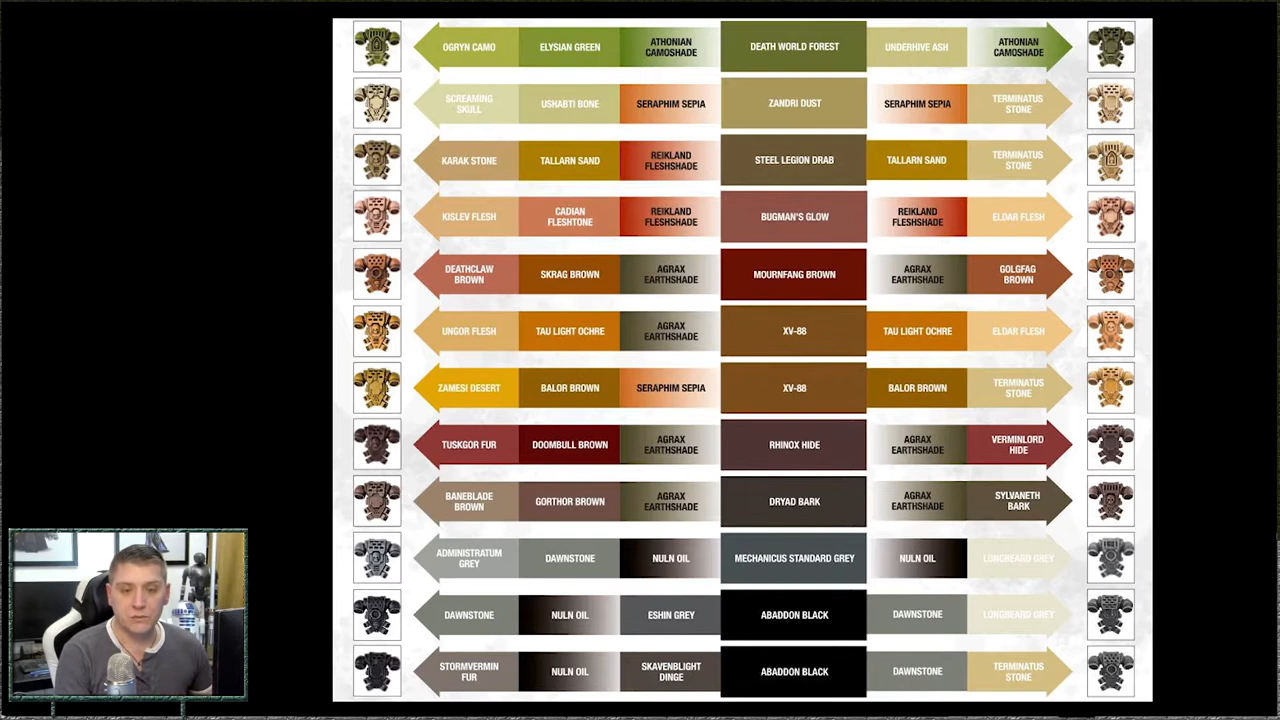 OGRYN CAMO
ELYSIAN GREEN
ATHONIAN
CAMOSHADE
DEATH WORLD FOREST
UNDERHIVE ASH
ATHONIAN
CAMOSHADE
SCREAMING
SKULL
USHABTI BONE
SERAPHIM SEPIA
ZANDRI DUST
SERAPHIM SEPIA
TERMINATUS
STONE
KARAK STONE
TALLARN SAND
REIKLAND
FLESHSHADE
STEEL LEGION DRAB
TALLARN SAND
TERMINATUS
STONE
KISLEV FLESH
CADIAN
FLESHTONE
REIKLAND
FLESHSHADE
BUGMAN'S GLOW
REIKLAND
FLESHSHADE
ELDAR FLESH
DEATHCLAW
BROWN
SKRAG BROWN
AGRAX
EARTHSHADE
MOURNFANG BROWN
AGRAX
EARTHSHADE
GOLGFAG
BROWN
UNGOR FLESH
TAU LIGHT OCHRE
AGRAX
EARTHSHADE
XV-88
TAU LIGHT OCHRE
ELDAR FLESH
ZAMESI DESERT
BALOR BROWN
SERAPHIM SEPIA
XV-88
BALOR BROWN
TERMINATUS
STONE
TUSKGOR FUR
DOOMBULL BROWN
AGRAX
EARTHSHADE
RHINOX HIDE
AGRAX
EARTHSHADE
VERMINLORD
HIDE
BANEBLADE
BROWN
GORTHOR BROWN
AGRAX
EARTHSHADE
DRYAD BARK
AGRAX
EARTHSHADE
SYLVANETH
BARK
ADMINISTRATUM
GREY
DAWNSTONE
NULN OIL
MECHANICUS STANDARD GREY
NULN OIL
LONGBEARD GREY
DAWNSTONE
NULN OIL
ESHIN GREY
ABADDON BLACK
DAWNSTONE
LONGBEARD GREY
STORMVERMIN
FUR
NULN OIL
SKAVENBLIGHT
DINGE
ABADDON BLACK
DAWNSTONE
TERMINATUS
STONE